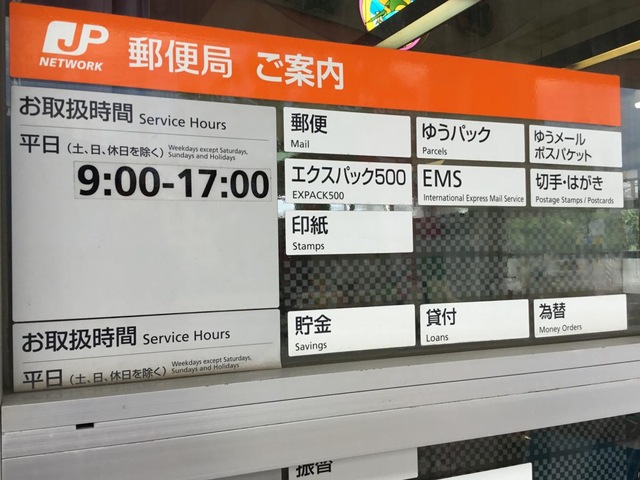 JP
NETWORK
郵便局 ご案内
お取扱時間 Service Hours
平日(土、日、休日を除く) Weekdays except Saturdays,
Sundays and Holidays
9:00-17:00
郵便
Mail
ゆうパック
Parcels
ゆうメール
ポスパケット
エクスパック500
EXPACK500
EMS
International Express Mail Service
切手・はがき
Postage Stamps / Postcards
印紙
Stamps
お取扱時間 Service Hours
平日(土、日、休日を除く) Weekdays except Saturdays,
Sundays and Holidays
貯金
Savings
貸付
Loans
為替
Money Orders
振替